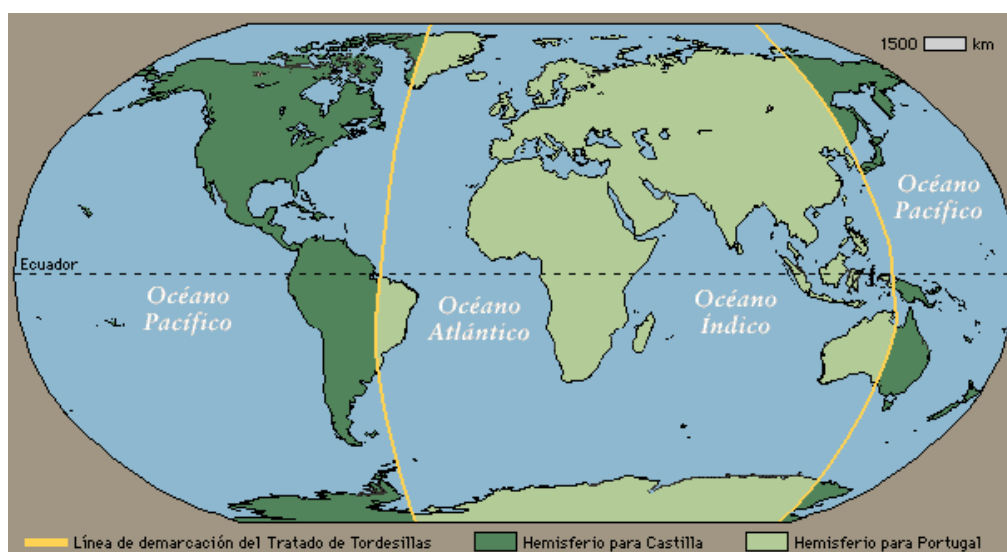 1500 km
Océano
Pacífico
Ecuador
Océano
Pacífico
Océano
Atlántico
Océano
Índico
Línea de demarcación del Tratado de Tordesillas
Hemisferio para Castilla
Hemisferio para Portugal